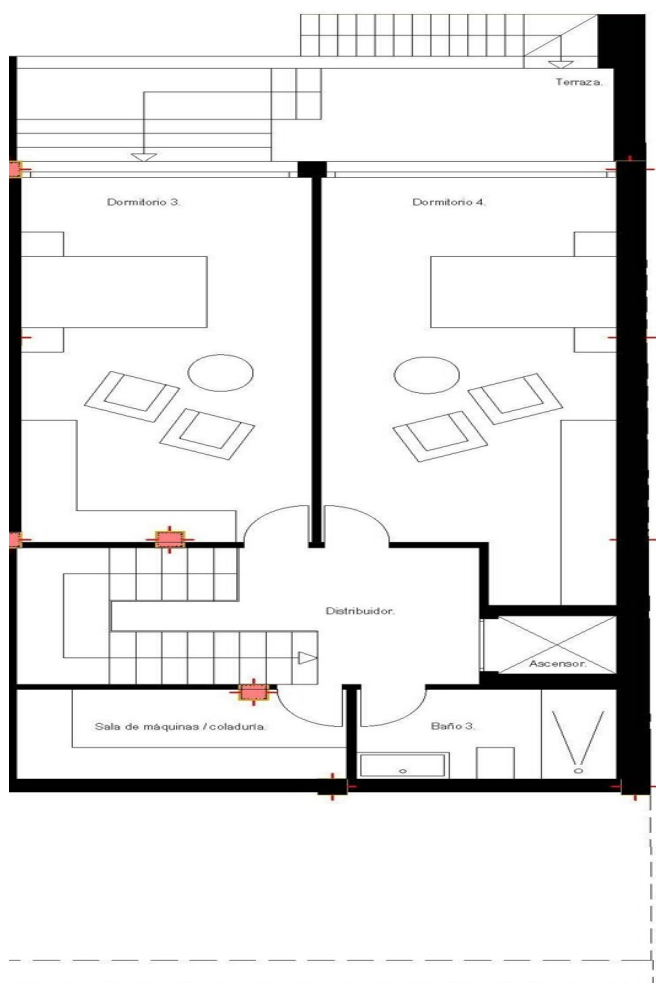 Terraza.
Dormitorio 3.
Dormitorio 4.
Distribuidor.
Ascensor.
Sala de máquinas / coladuría.
Baño 3.